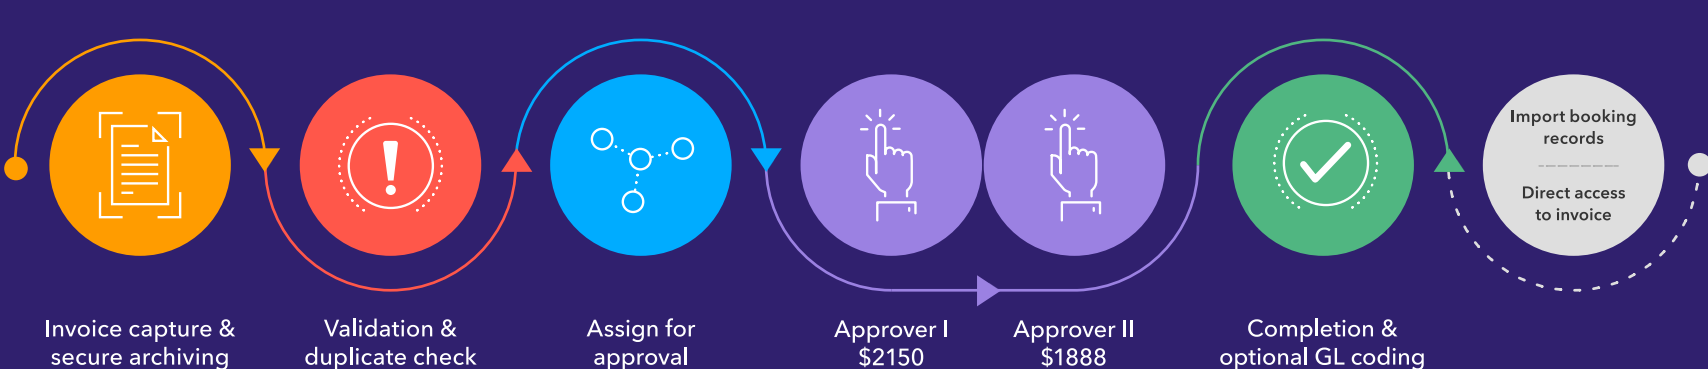 Import booking
records
Direct access
to invoice
Invoice capture &
secure archiving
Validation &
duplicate check
Assign for
approval
Approver I
$2150
Approver II
$1888
Completion &
optional GL coding